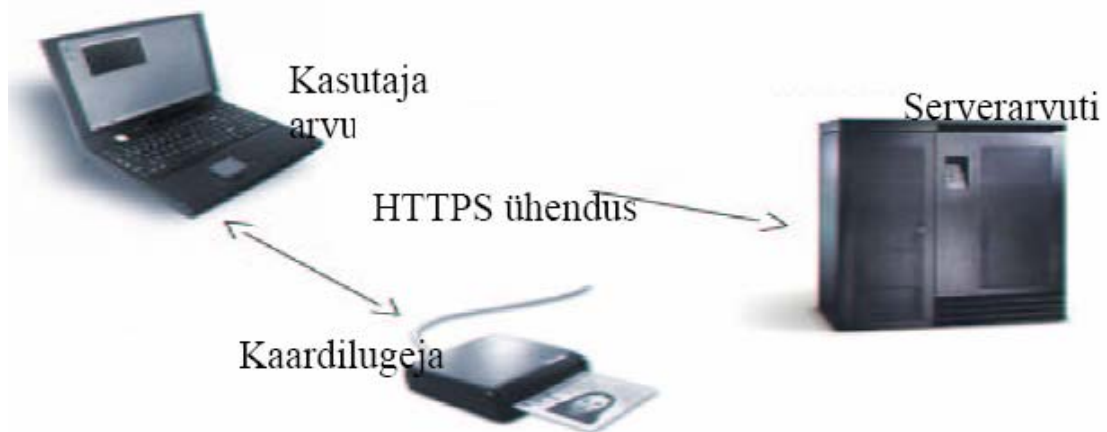 Kasutaja
arvu
Serverarvuti
HTTPS ühendus
Kaardilugeja